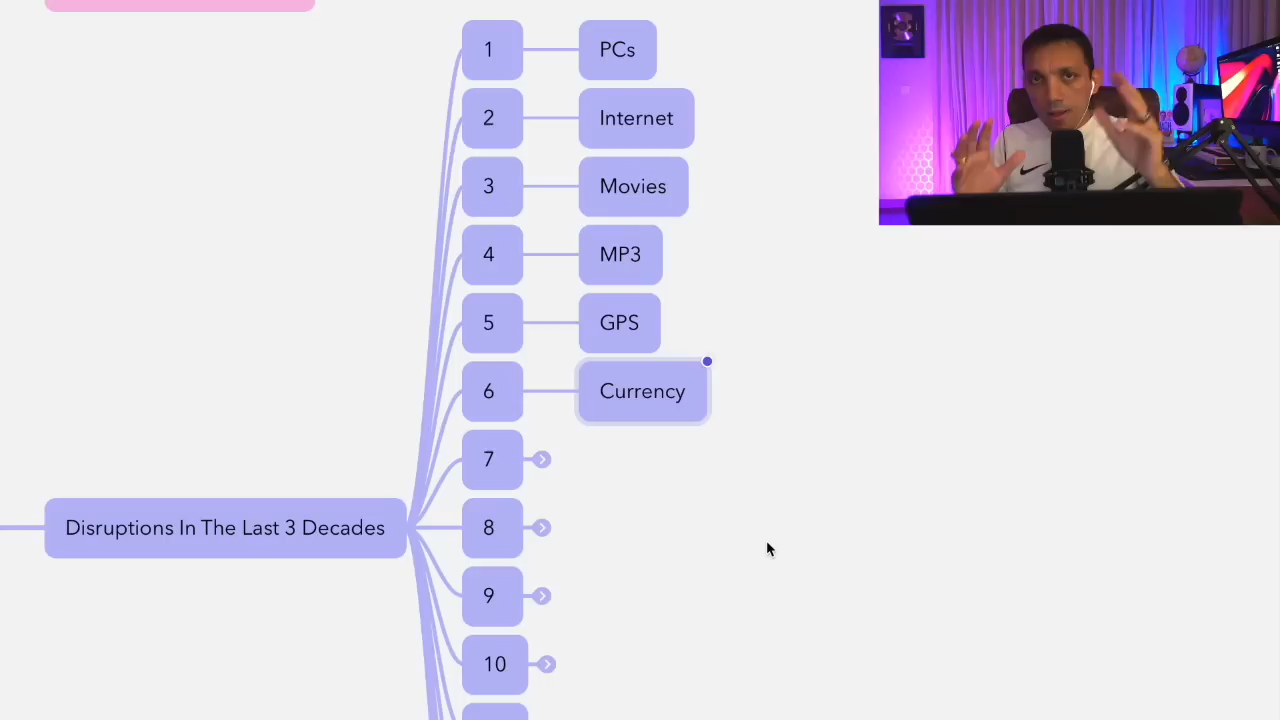 1 PCs
2 Internet
3 Movies
4 MP3
5 GPS
6 Currency
7
Disruptions In The Last 3 Decades
8
9
10